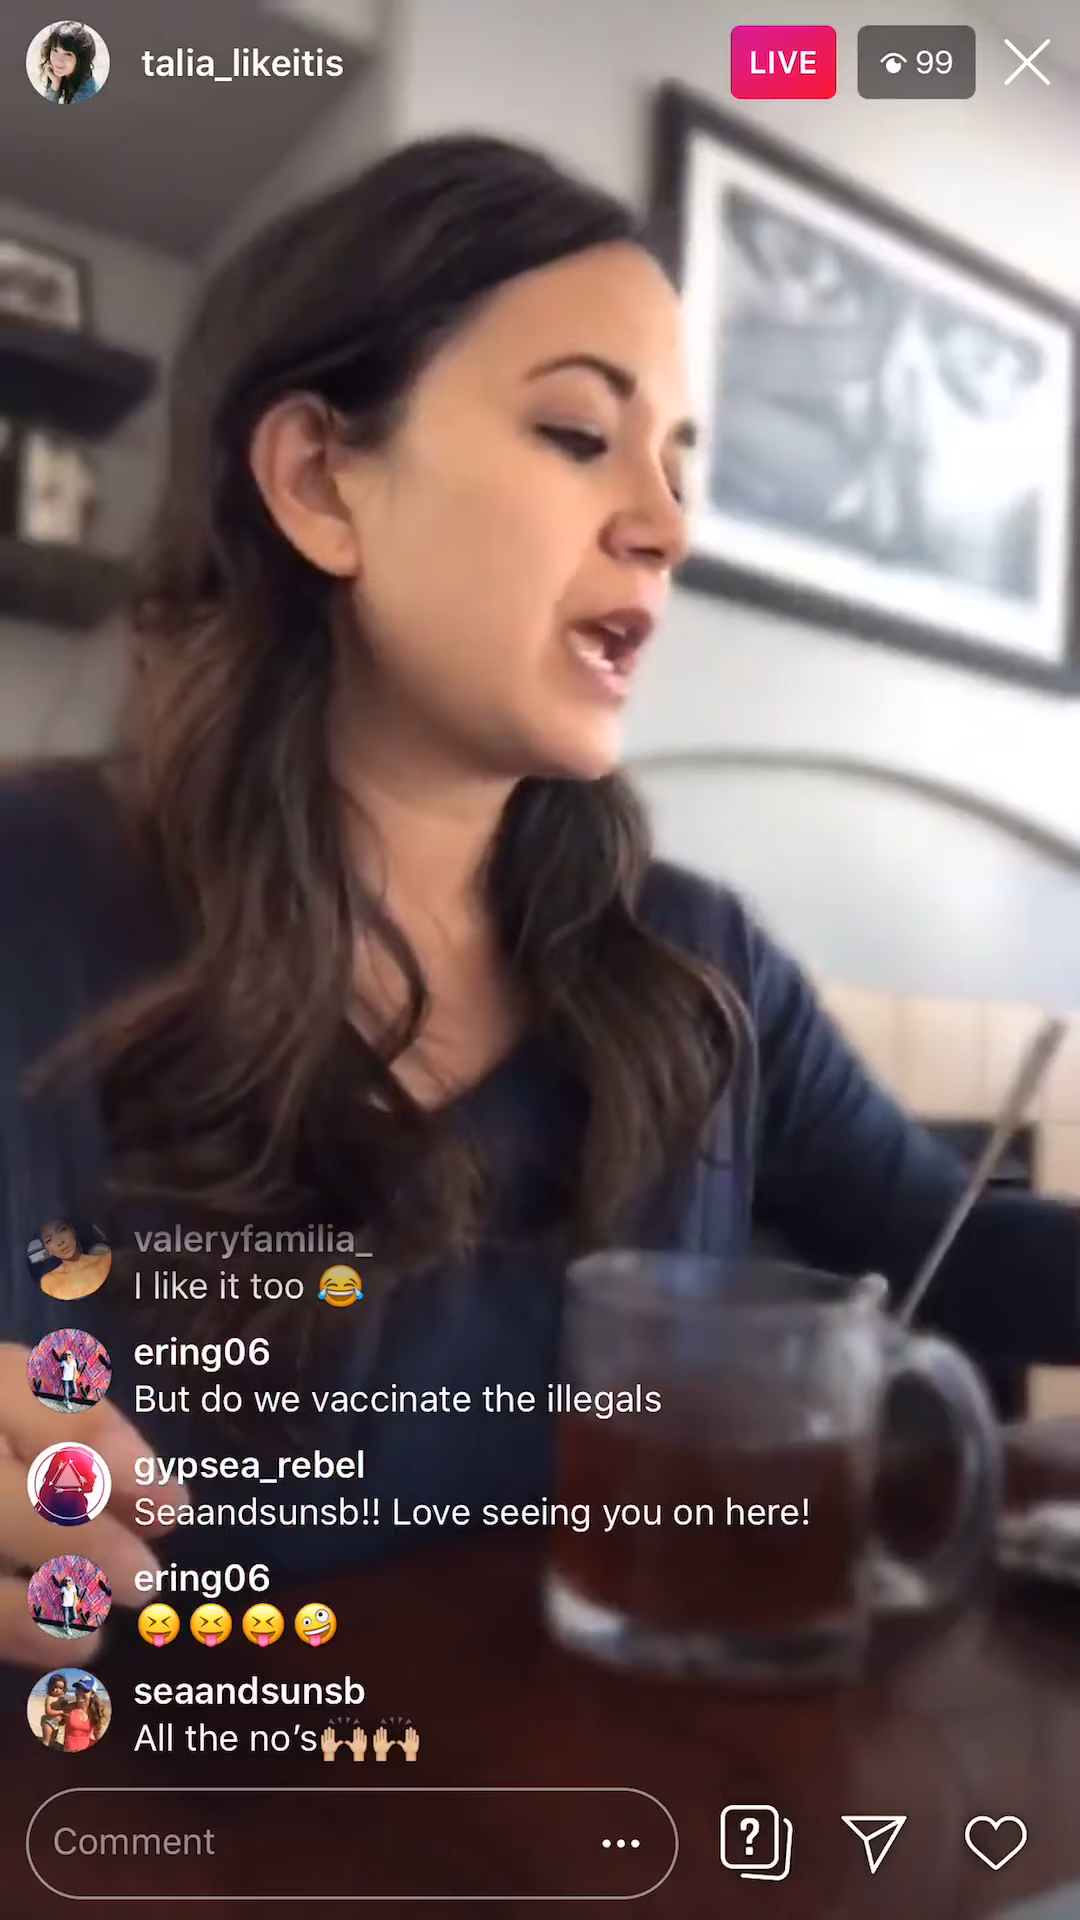 talia_likeitis
LIVE
99
valeryfamilia_
I like it too 😂
ering06
But do we vaccinate the illegals
gypsea_rebel
Seaandsunsb!! Love seeing you on here!
ering06
😝😝😝🤪
seaandsunsb
All the no’s🙌🏼🙌🏼
Comment
?